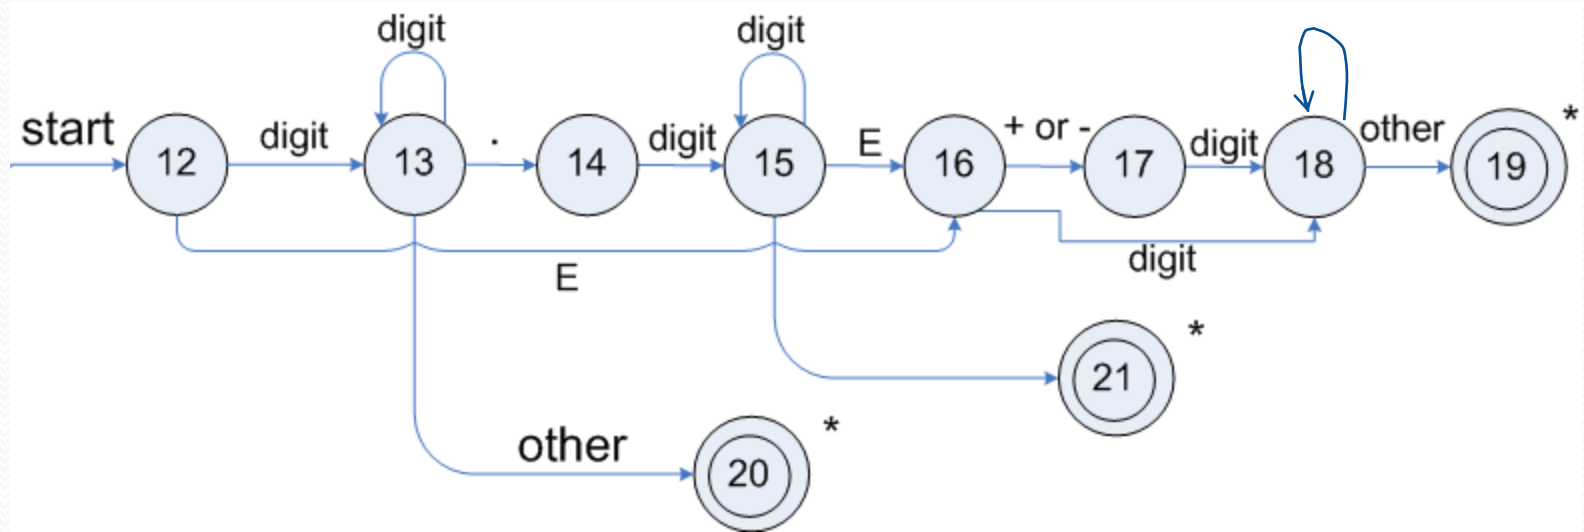 digit digit
start digit . digit E + or - digit other *
12 13 14 15 16 17 18 19
E digit
*
21
other *
20